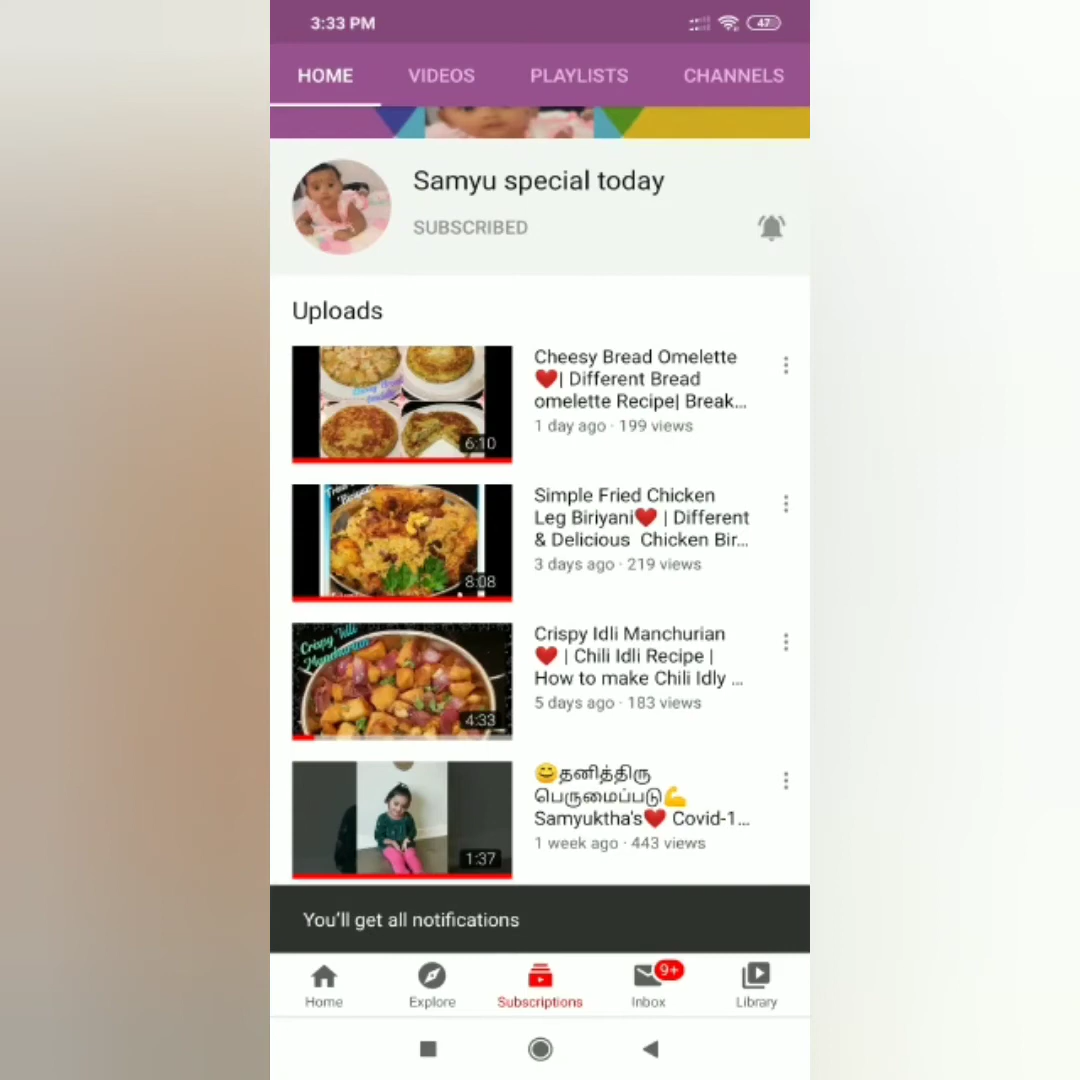 3:33 PM
47
HOME VIDEOS PLAYLISTS CHANNELS
Samyu special today
SUBSCRIBED
Uploads
Cheesy Bread Omelette
❤️| Different Bread
omelette Recipe| Break...
1 day ago · 199 views
6:10
Simple Fried Chicken
Leg Biriyani❤️ | Different
& Delicious Chicken Bir...
3 days ago · 219 views
8:08
Crispy Idli
Manchurian
4:33
Crispy Idli Manchurian
❤️ | Chili Idli Recipe |
How to make Chili Idly ...
5 days ago · 183 views
1:37
😄தனித்திரு
பெருமைப்படு💪
Samyuktha's❤️ Covid-1...
1 week ago · 443 views
You'll get all notifications
9+
Home Explore Subscriptions Inbox Library